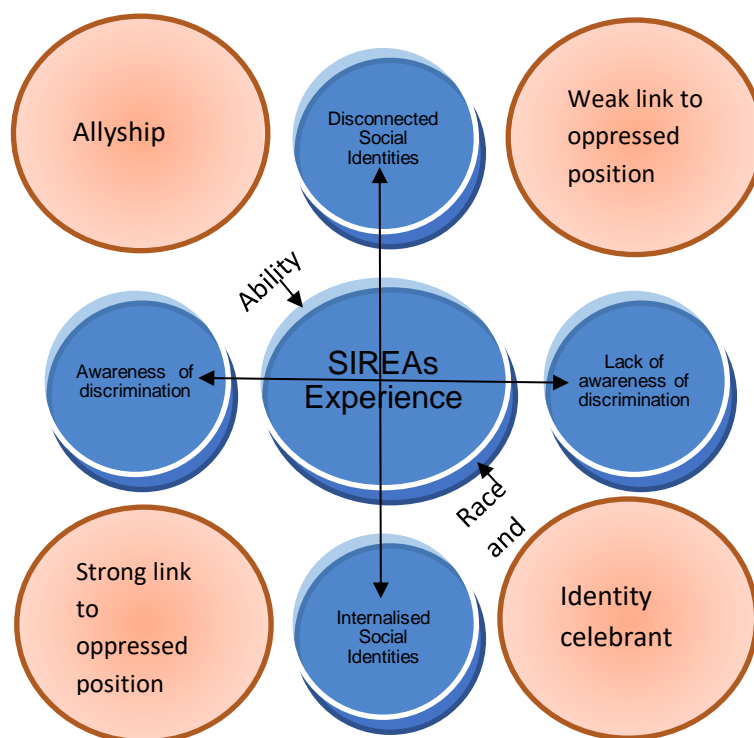 Allyship
Disconnected
Social
Identities
Weak link to
oppressed
position
Ability
Awareness of
discrimination
SIREAs
Experience
Lack of
awareness of
discrimination
Race
and
Strong link
to
oppressed
position
Internalised
Social
Identities
Identity
celebrant